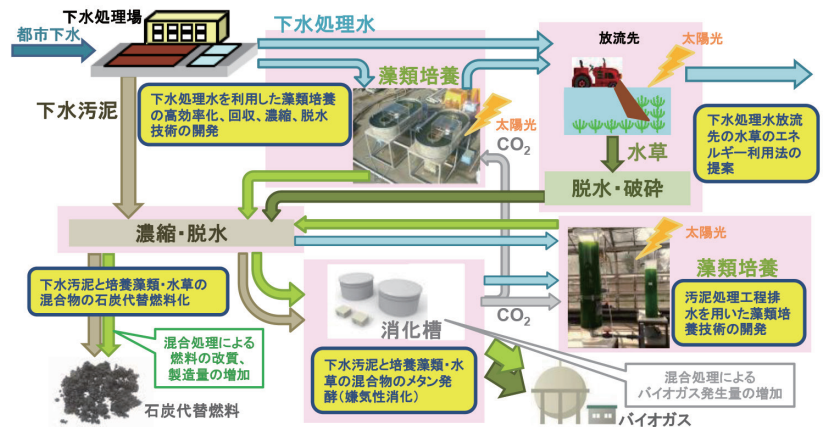 下水処理場
都市下水
下水処理水
放流先
太陽光
藻類培養
下水汚泥
下水処理水を利用した藻類培養
の高効率化、回収、濃縮、脱水
技術の開発
太陽光
CO2
水草
下水処理水放流
先の水草のエネ
ルギー利用法の
提案
脱水・破砕
濃縮・脱水
太陽光
藻類培養
下水汚泥と培養藻類・水草の
混合物の石炭代替燃料化
汚泥処理工程排
水を用いた藻類培
養技術の開発
消化槽
CO2
混合処理による
燃料の改質、
製造量の増加
下水汚泥と培養藻類・水
草の混合物のメタン発
酵(嫌気性消化)
混合処理による
バイオガス発生量の増加
石炭代替燃料
バイオガス